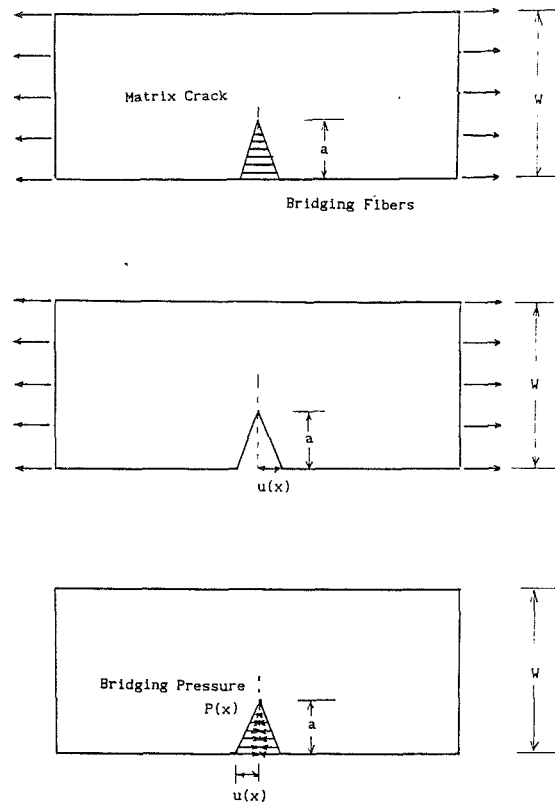 Matrix Crack
W
a
Bridging Fibers
W
a
u(x)
Bridging Pressure
P(x)
W
a
u(x)